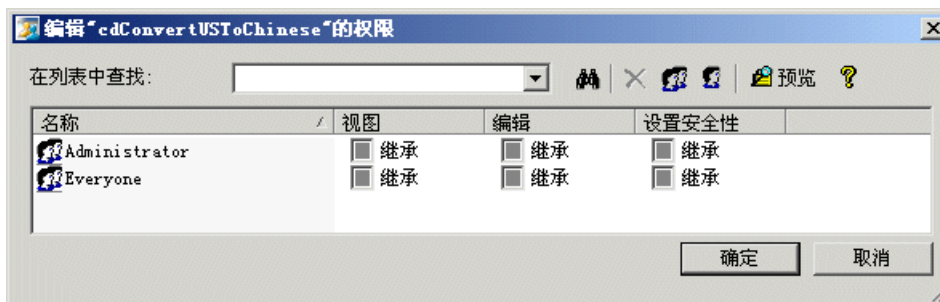 编辑“cdConvertUSToChinese”的权限
在列表中查找: 预览
名称 视图 编辑 设置安全性
Administrator 继承 继承 继承
Everyone 继承 继承 继承
确定 取消